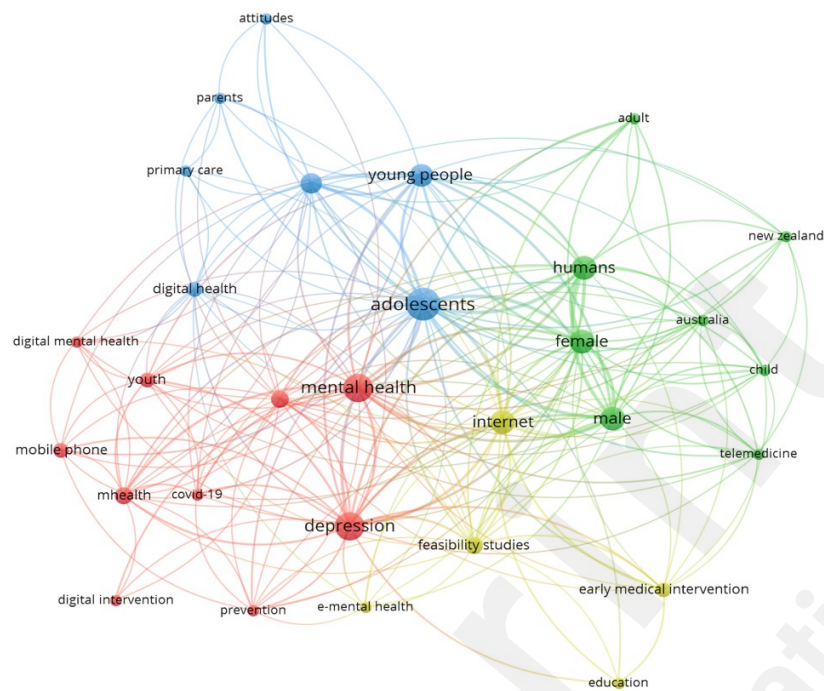 attitudes
parents
adult
primary care
young people
new zealand
humans
digital health
adolescents
australia
digital mental health
female
child
youth
mental health
internet
male
mobile phone
telemedicine
mhealth
covid-19
depression
feasibility studies
early medical intervention
digital intervention
prevention
e-mental health
education